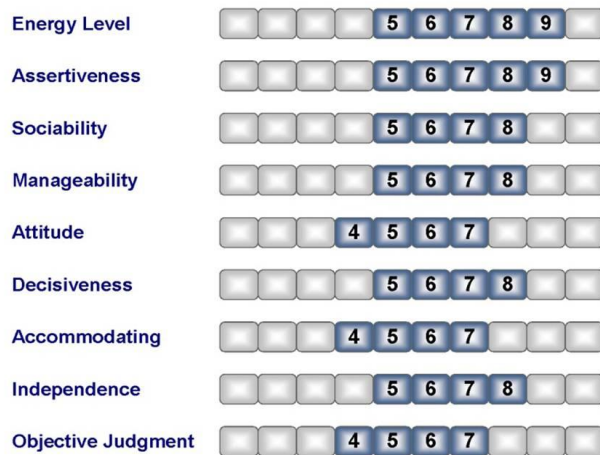 Energy Level 5 6 7 8 9
Assertiveness 5 6 7 8 9
Sociability 5 6 7 8
Manageability 5 6 7 8
Attitude 4 5 6 7
Decisiveness 5 6 7 8
Accommodating 4 5 6 7
Independence 5 6 7 8
Objective Judgment 4 5 6 7